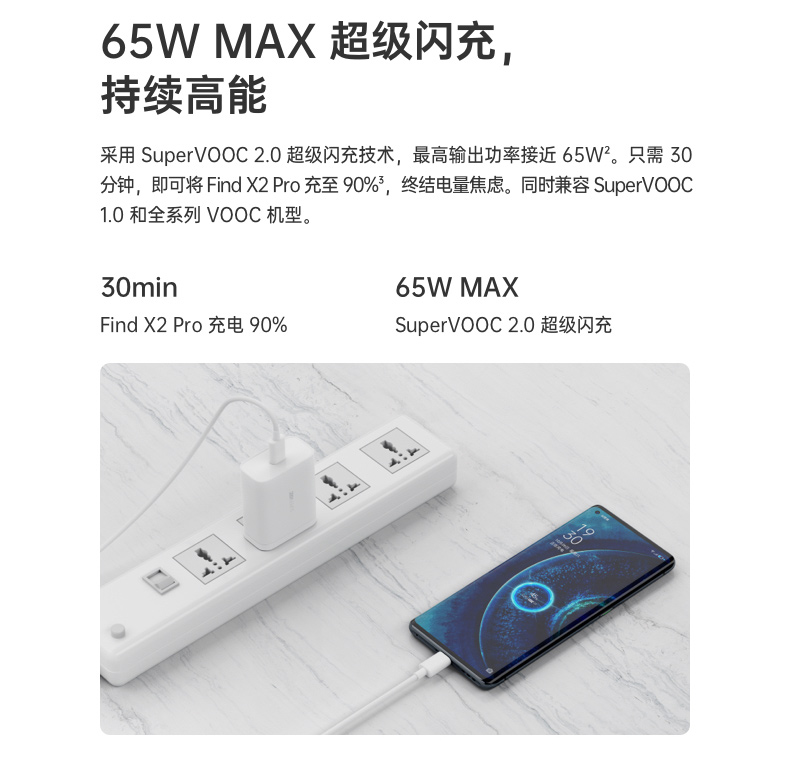 65W MAX 超级闪充，
持续高能
采用 SuperVOOC 2.0 超级闪充技术，最高输出功率接近 65W²。只需 30
分钟，即可将 Find X2 Pro 充至 90%³，终结电量焦虑。同时兼容 SuperVOOC
1.0 和全系列 VOOC 机型。
30min 65W MAX
Find X2 Pro 充电 90% SuperVOOC 2.0 超级闪充
19
30